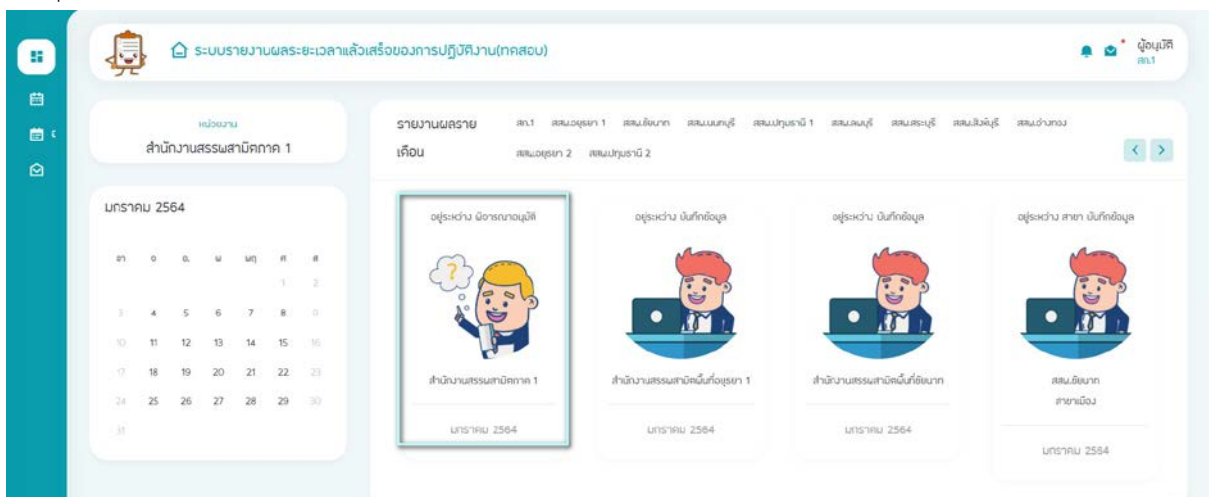 ระบบรายงานผลระยะเวลาแล้วเสร็จของการปฏิบัติงาน(ทดสอบ)
ผู้อนุมัติ
สภ.1
หน่วยงาน
สำนักงานสรรพสามิตภาค 1
มกราคม 2564
อา จ อ. พ พฤ ศ ส
1 2
3 4 5 6 7 8 9
10 11 12 13 14 15 16
17 18 19 20 21 22 23
24 25 26 27 28 29 30
31
รายงานผลราย
เดือน
สภ.1 สสพ.อยุธยา 1 สสพ.ชัยนาท สสพ.นนทบุรี สสพ.ปทุมธานี 1 สสพ.ลพบุรี สสพ.สระบุรี สสพ.สิงห์บุรี สสพ.อ่างทอง
สสพ.อยุธยา 2 สสพ.ปทุมธานี 2
อยู่ระหว่าง พิจารณาอนุมัติ
?
สำนักงานสรรพสามิตภาค 1
มกราคม 2564
อยู่ระหว่าง บันทึกข้อมูล
สำนักงานสรรพสามิตพื้นที่อยุธยา 1
มกราคม 2564
อยู่ระหว่าง บันทึกข้อมูล
สำนักงานสรรพสามิตพื้นที่ชัยนาท
มกราคม 2564
อยู่ระหว่าง สาขา บันทึกข้อมูล
สสพ.ชัยนาท
สาขาเมือง
มกราคม 2564